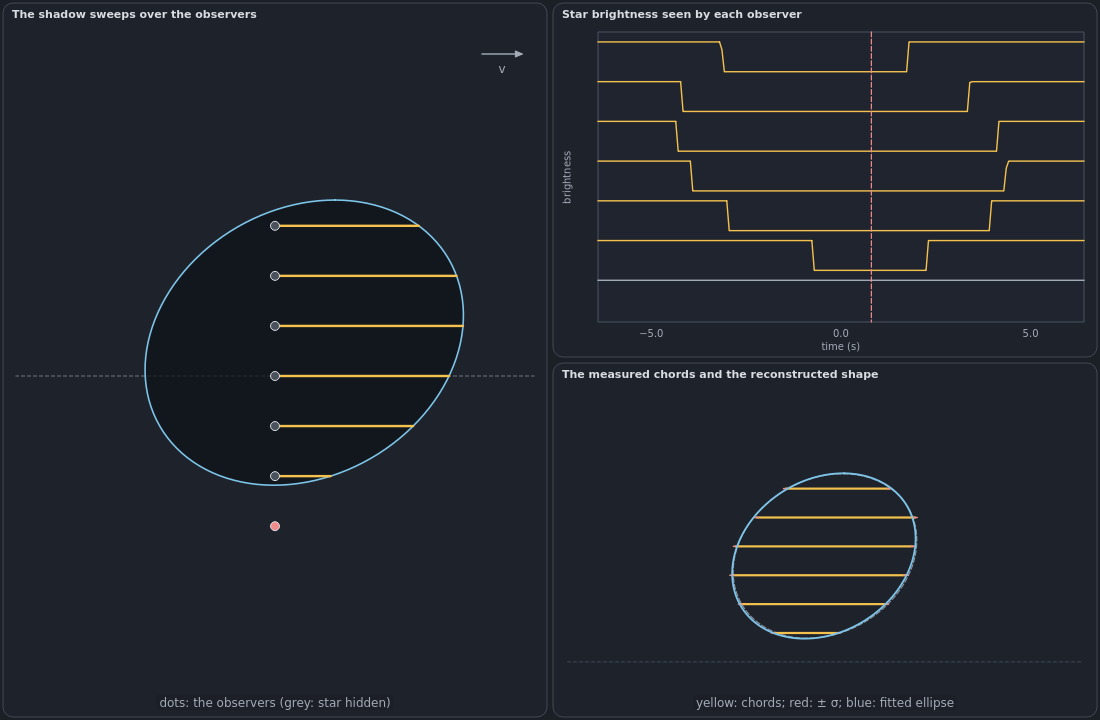 The shadow sweeps over the observers
v
dots: the observers (grey: star hidden)
Star brightness seen by each observer
brightness
−5.0 0.0 5.0
time (s)
The measured chords and the reconstructed shape
yellow: chords; red: ± σ; blue: fitted ellipse